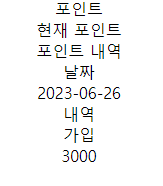 포인트
현재 포인트
포인트 내역
날짜
2023-06-26
내역
가입
3000